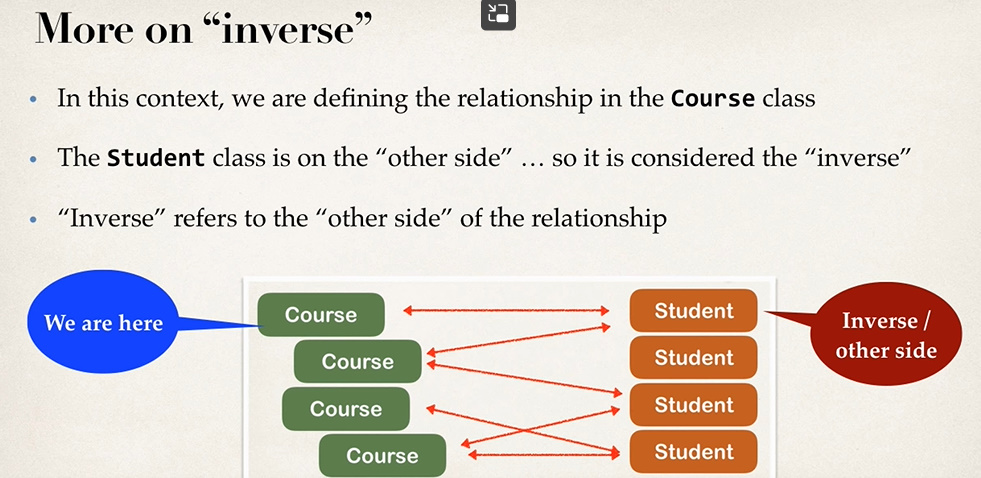 More on “inverse”
• In this context, we are defining the relationship in the Course class
• The Student class is on the “other side” … so it is considered the “inverse”
• “Inverse” refers to the “other side” of the relationship
We are here
Course
Course
Course
Course
Student
Student
Student
Student
Inverse /
other side